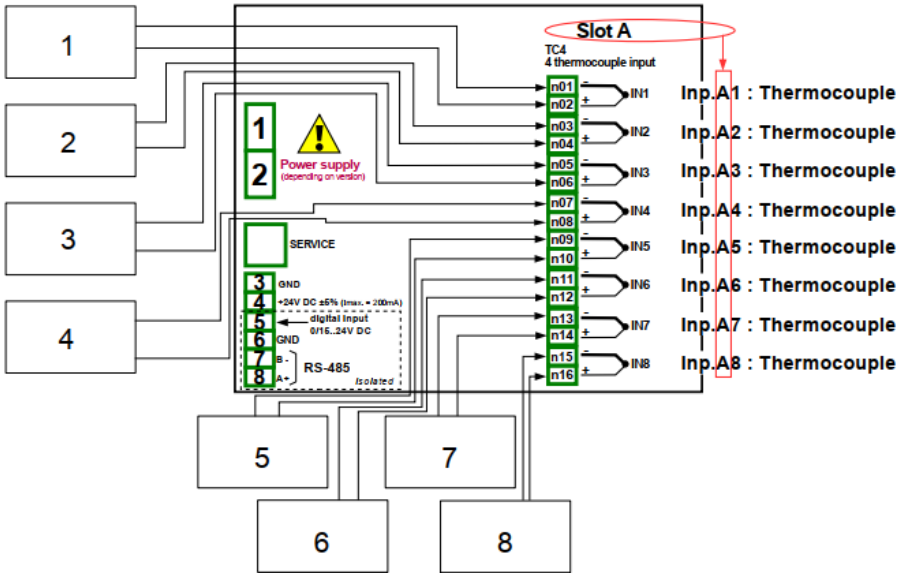 Slot A
TC4
4 thermocouple input
1
2
3
4
1
2
Power supply
(depending on version)
SERVICE
3 GND
4 +24V DC ±5% (Imax. = 200mA)
5 digital input
0/15..24V DC
6 GND
7 B -
8 A+
RS-485
Isolated
n01 - IN1 Inp.A1 : Thermocouple
n02 +
n03 - IN2 Inp.A2 : Thermocouple
n04 +
n05 - IN3 Inp.A3 : Thermocouple
n06 +
n07 - IN4 Inp.A4 : Thermocouple
n08 +
n09 - IN5 Inp.A5 : Thermocouple
n10 +
n11 - IN6 Inp.A6 : Thermocouple
n12 +
n13 - IN7 Inp.A7 : Thermocouple
n14 +
n15 - IN8 Inp.A8 : Thermocouple
n16 +
5
7
6
8